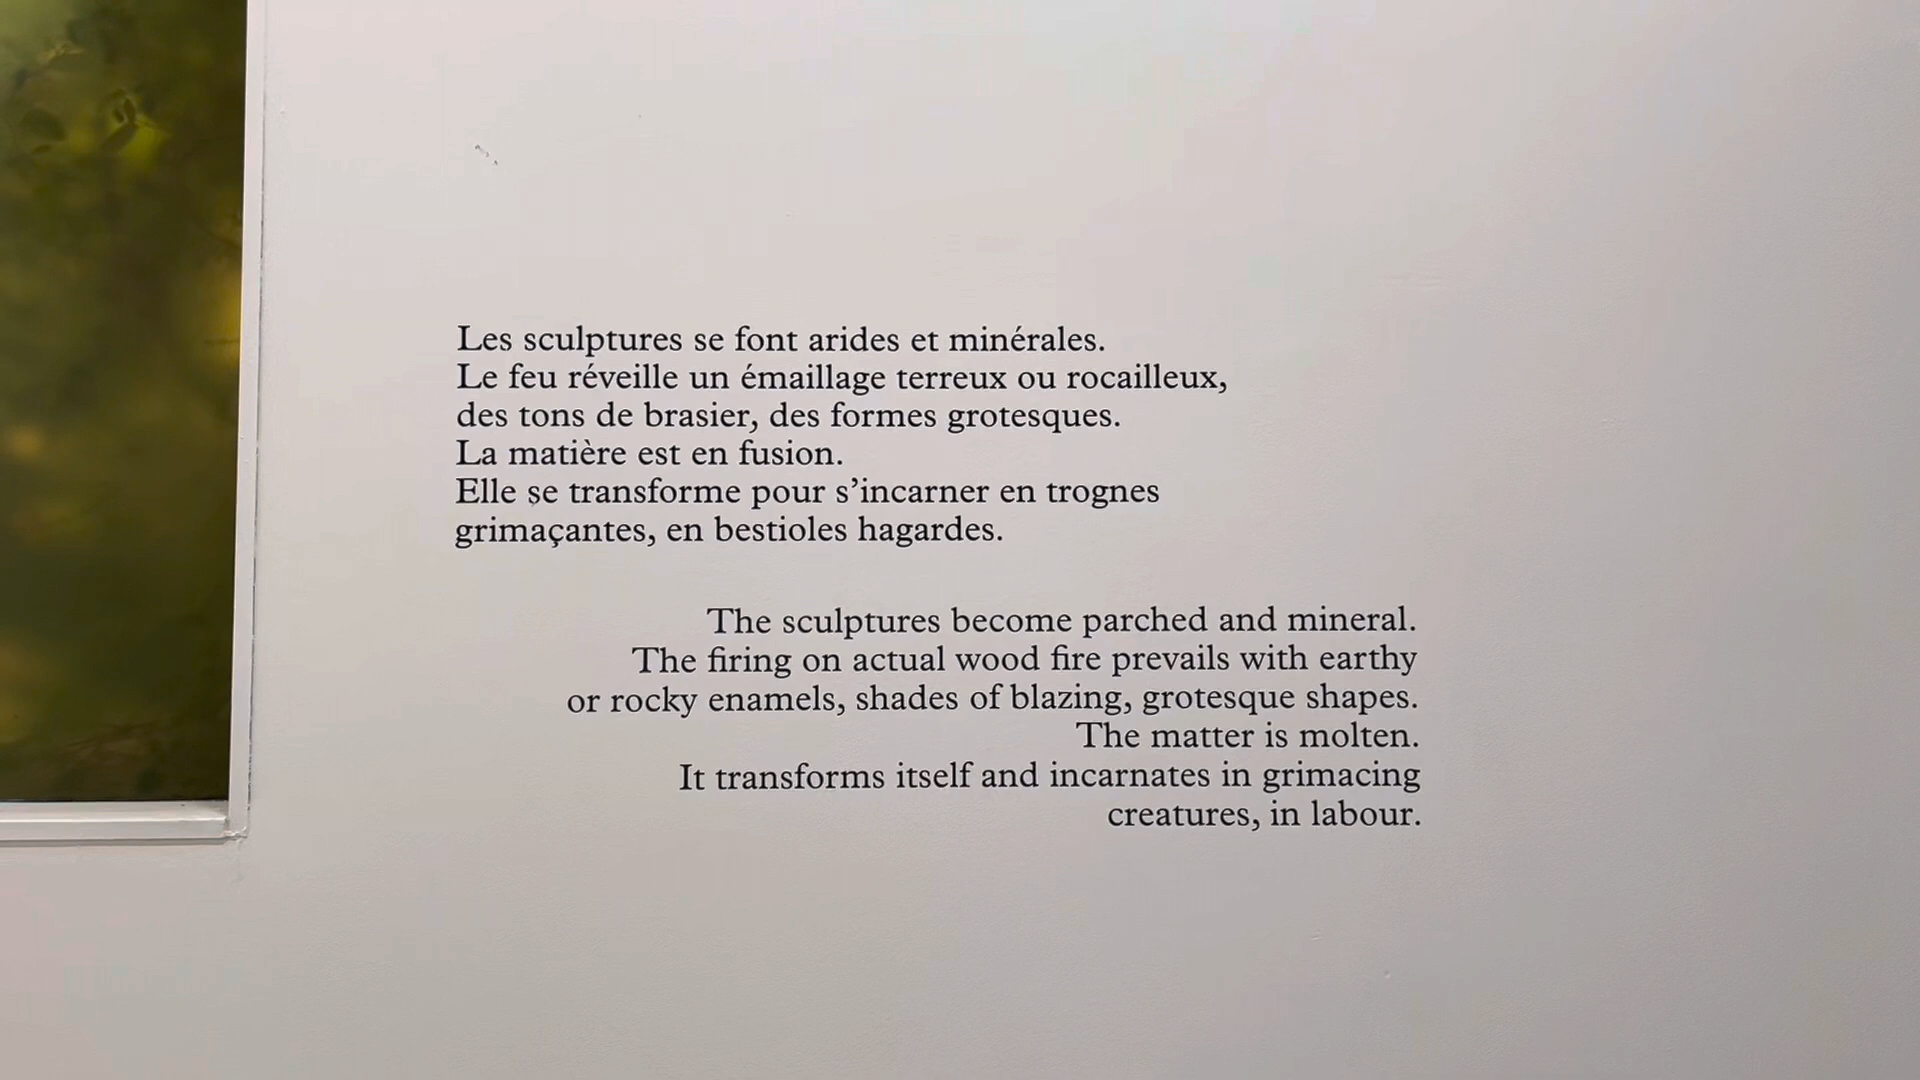 Les sculptures se font arides et minérales.
Le feu réveille un émaillage terreux ou rocailleux,
des tons de brasier, des formes grotesques.
La matière est en fusion.
Elle se transforme pour s’incarner en trognes
grimaçantes, en bestioles hagardes.
The sculptures become parched and mineral.
The firing on actual wood fire prevails with earthy
or rocky enamels, shades of blazing, grotesque shapes.
The matter is molten.
It transforms itself and incarnates in grimacing
creatures, in labour.